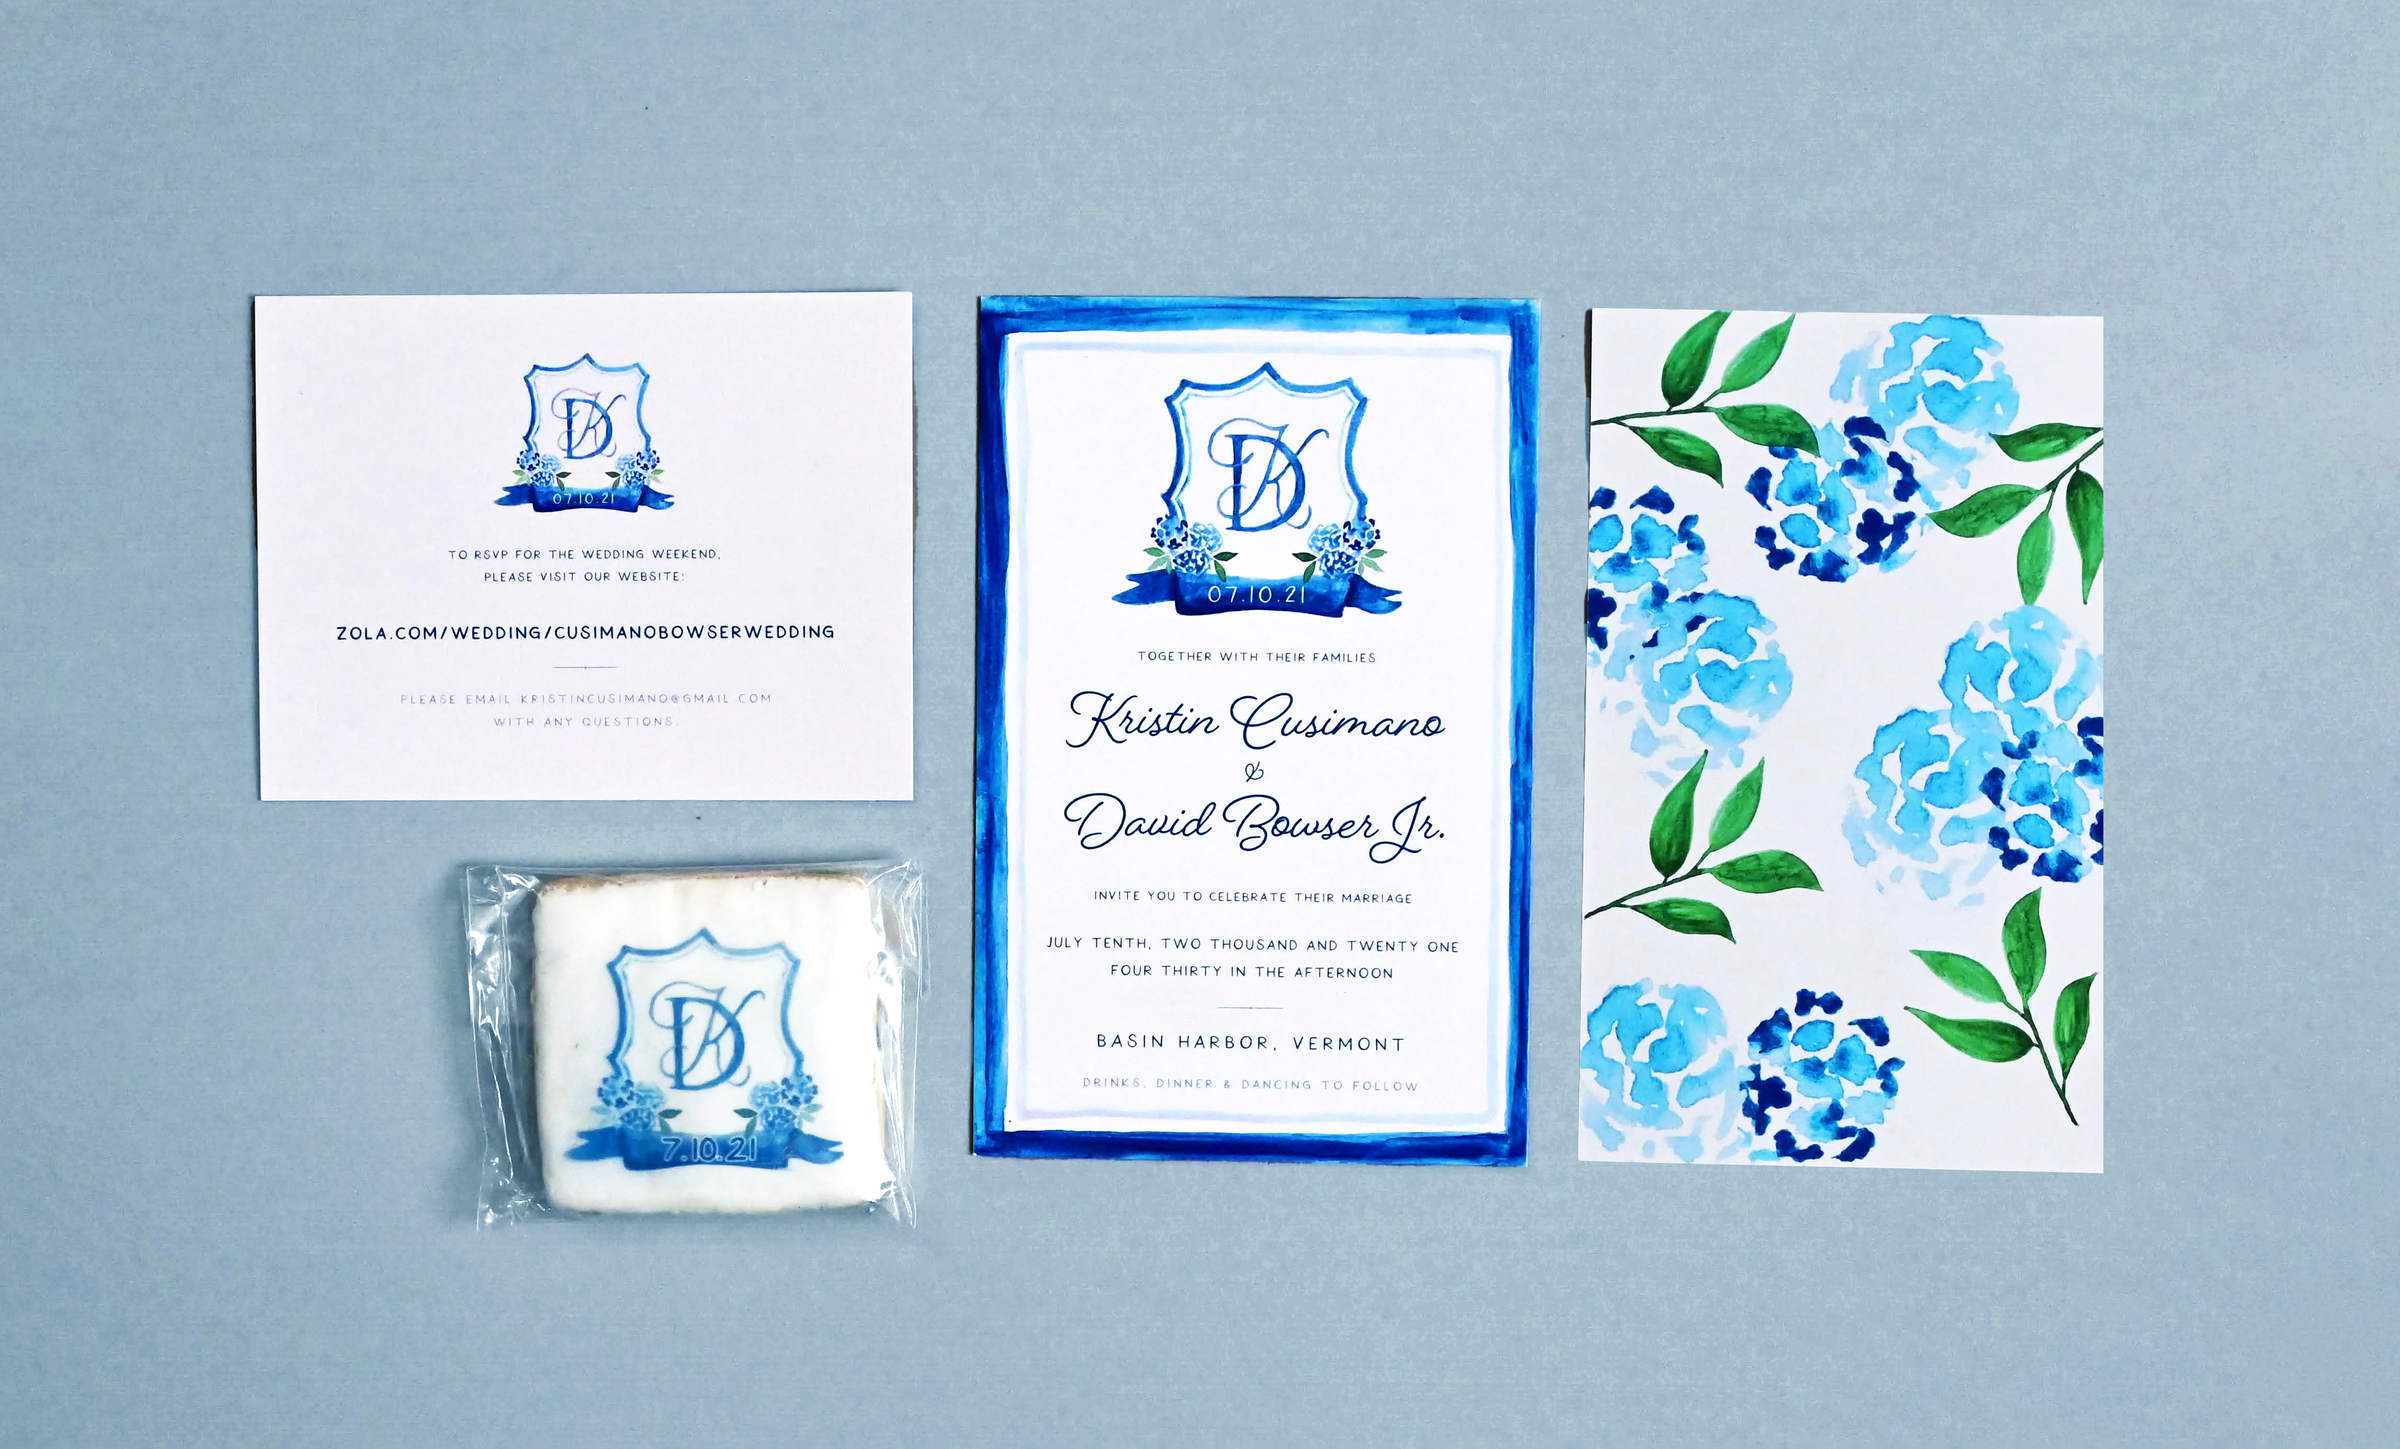 DK
07.10.21
TO RSVP FOR THE WEDDING WEEKEND,
PLEASE VISIT OUR WEBSITE:
ZOLA.COM/WEDDING/CUSIMANOBOWSERWEDDING
PLEASE EMAIL KRISTINCUSIMANO@GMAIL.COM
WITH ANY QUESTIONS.
DK
7.10.21
DK
07.10.21
TOGETHER WITH THEIR FAMILIES
Kristin Cusimano
&
David Bowser Jr.
INVITE YOU TO CELEBRATE THEIR MARRIAGE
JULY TENTH, TWO THOUSAND AND TWENTY ONE
FOUR THIRTY IN THE AFTERNOON
BASIN HARBOR, VERMONT
DRINKS, DINNER & DANCING TO FOLLOW